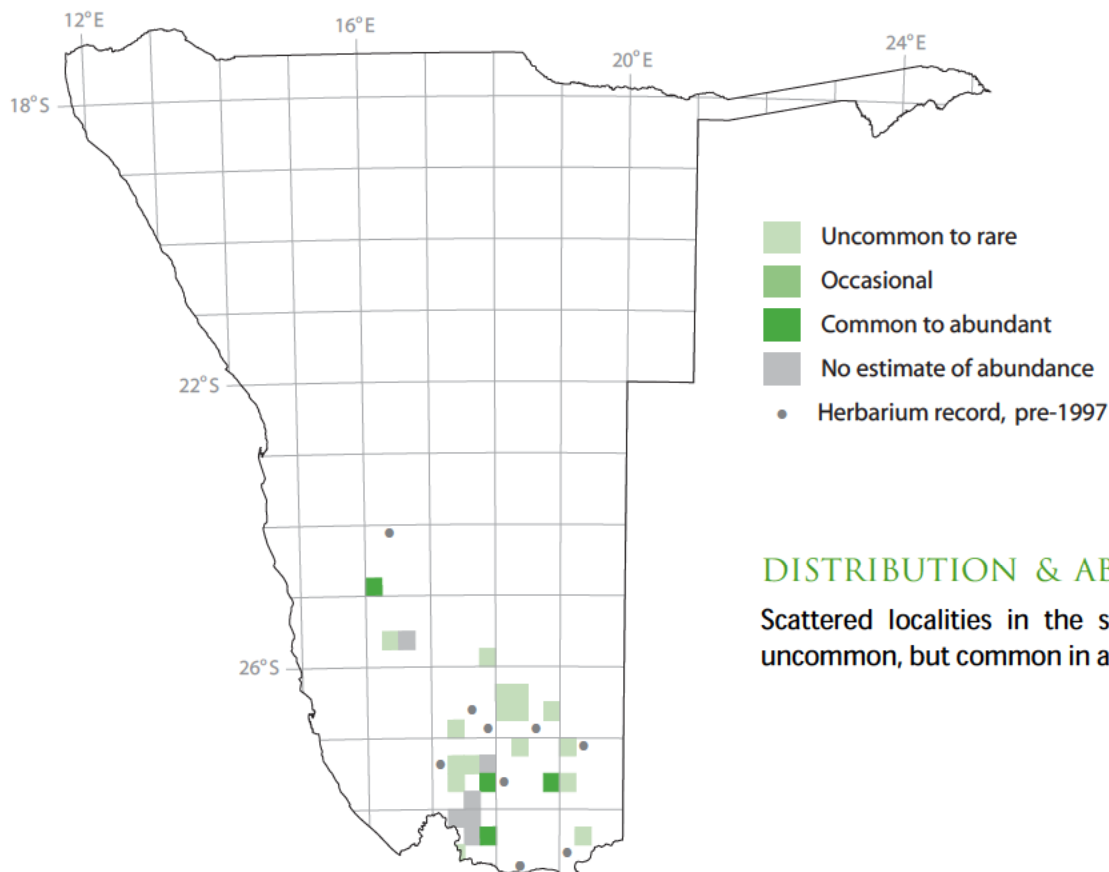 12°E
16°E
20°E
24°E
18°S
22°S
26°S
Uncommon to rare
Occasional
Common to abundant
No estimate of abundance
Herbarium record, pre-1997
DISTRIBUTION & AB
Scattered localities in the s
uncommon, but common in a